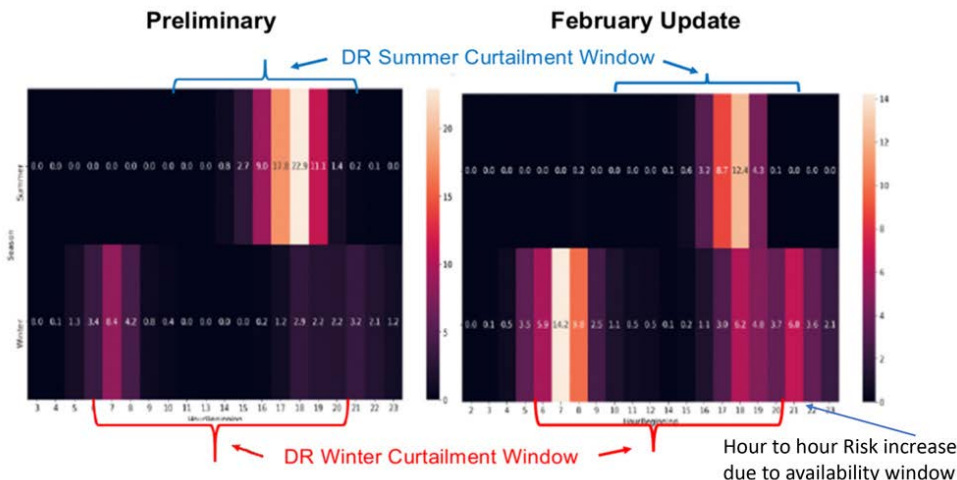 Preliminary
February Update
DR Summer Curtailment Window
Summer
0.0 0.0 0.0 0.0 0.0 0.0 0.0 0.0 0.0 0.8 2.7 9.0 17.8 22.9 11.1 1.4 0.2 0.1 0.0
Season
Winter
0.0 0.1 1.3 3.4 8.4 4.2 0.8 0.4 0.0 0.0 0.0 0.0 0.2 1.2 2.9 2.2 2.2 3.2 2.1 1.2
3 4 5 7 8 9 10 11 13 14 15 16 17 18 19 20 21 22 23
HourBeginning
20
15
10
5
0
0.0 0.0 0.0 0.0 0.0 0.0 0.2 0.0 0.0 0.0 0.0 0.1 0.6 3.2 8.7 12.4 4.3 0.1 0.0 0.0 0.0
0.0 0.1 0.5 3.5 5.9 14.2 2.5 1.1 0.5 0.5 0.1 0.2 1.1 3.0 6.2 4.8 3.7 6.8 3.6 2.1
2 3 4 5 6 7 8 9 10 11 12 13 14 15 16 17 18 19 20 21 22 23
HourBeginning
14
12
10
8
6
4
2
0
DR Winter Curtailment Window
Hour to hour Risk increase
due to availability window